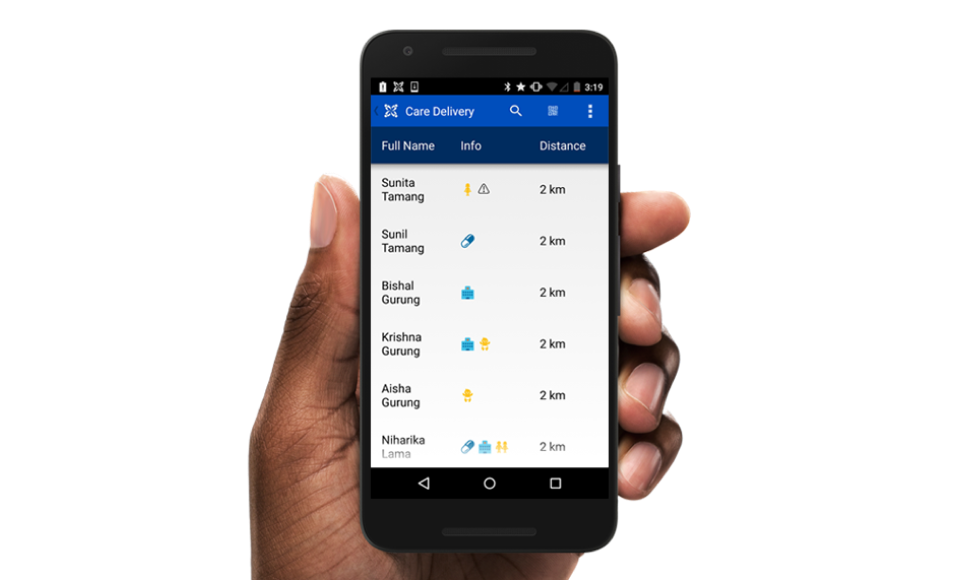 3:19
Care Delivery
Full Name Info Distance
Sunita
Tamang
2 km
Sunil
Tamang
2 km
Bishal
Gurung
2 km
Krishna
Gurung
2 km
Aisha
Gurung
2 km
Niharika
Lama
2 km